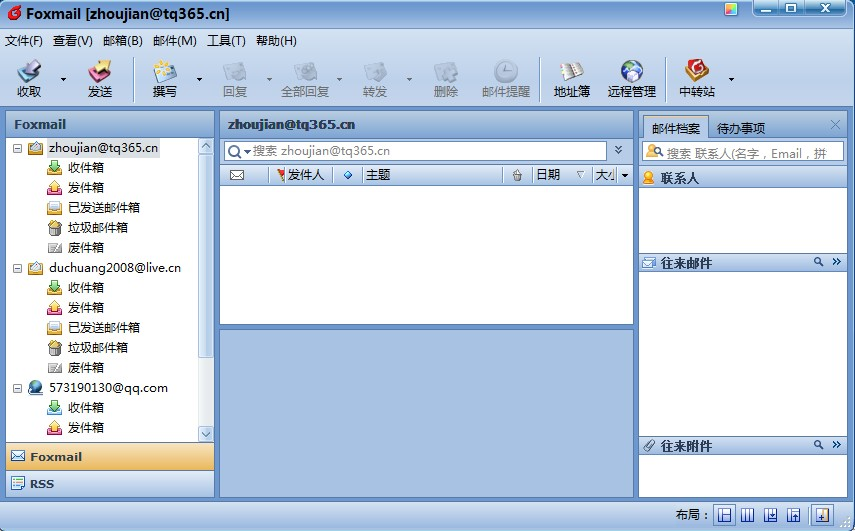 Foxmail [zhoujian@tq365.cn]
文件(F) 查看(V) 邮箱(B) 邮件(M) 工具(T) 帮助(H)
收取 发送 撰写 回复 全部回复 转发 删除 邮件提醒 地址簿 远程管理 中转站
Foxmail
zhoujian@tq365.cn
收件箱
发件箱
已发送邮件箱
垃圾邮件箱
废件箱
duchuang2008@live.cn
收件箱
发件箱
已发送邮件箱
垃圾邮件箱
废件箱
573190130@qq.com
收件箱
发件箱
Foxmail
RSS
zhoujian@tq365.cn
搜索 zhoujian@tq365.cn
发件人 主题 日期 大小
邮件档案 待办事项
搜索 联系人(名字，Email，拼
联系人
往来邮件
往来附件
布局：